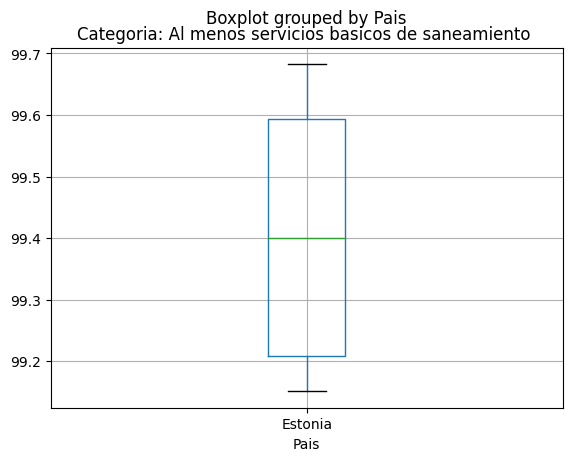 Boxplot grouped by Pais
Categoria: Al menos servicios basicos de saneamiento
99.7
99.6
99.5
99.4
99.3
99.2
Estonia
Pais